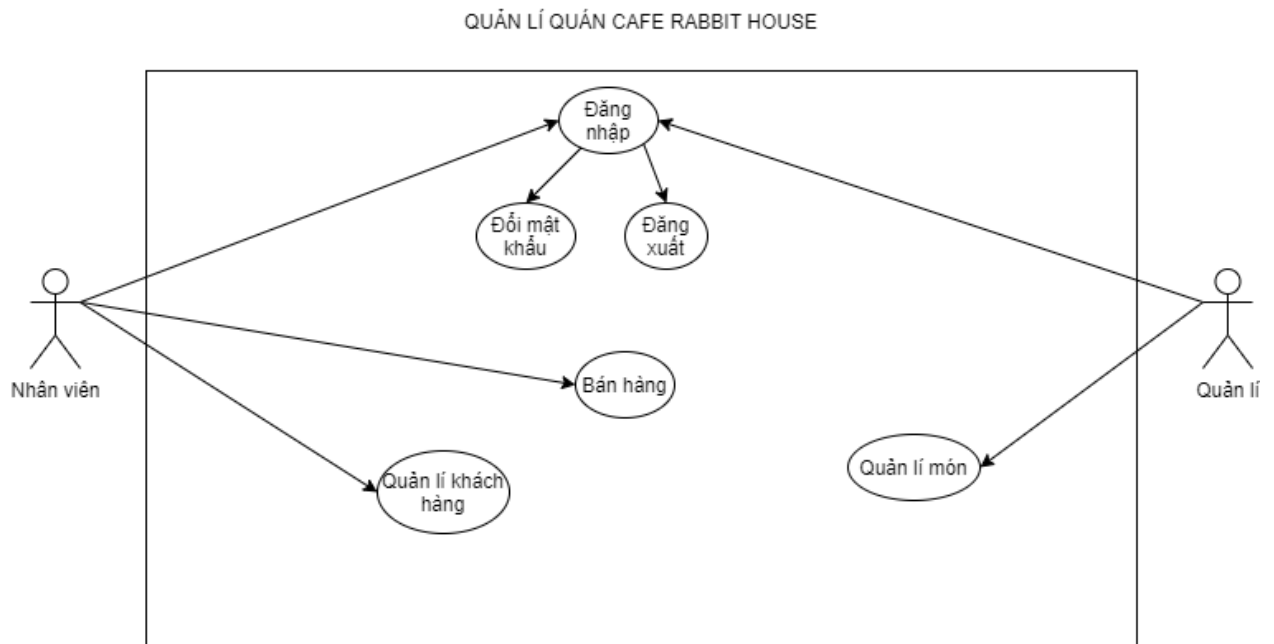 QUẢN LÍ QUÁN CAFE RABBIT HOUSE
Đăng
nhập
Đổi mật
khẩu
Đăng
xuất
Nhân viên
Quản lí
Bán hàng
Quản lí khách
hàng
Quản lí món